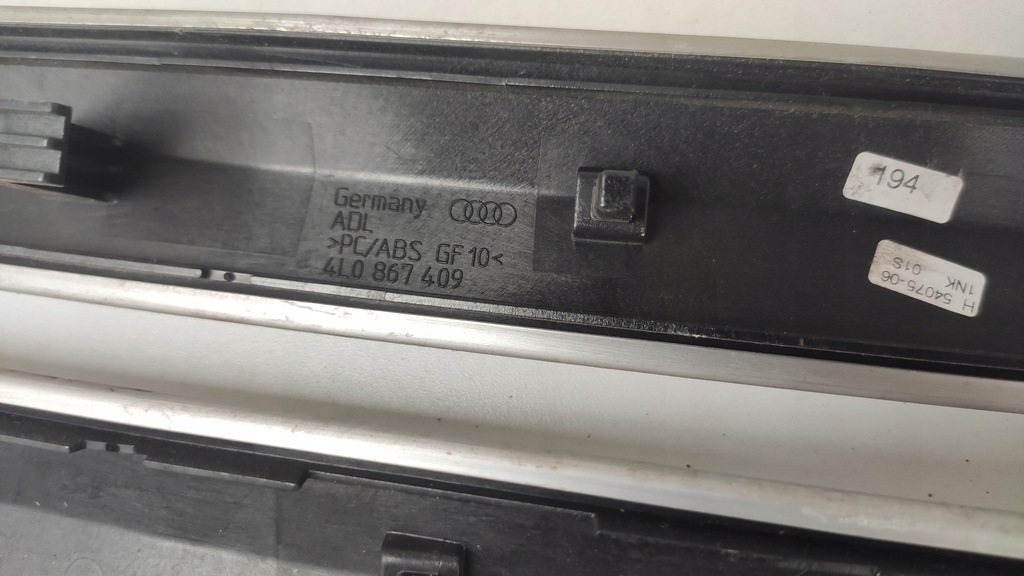 Germany
ADL
>PC/ABS GF10<
4L0 867 409
194
H 54075-06
1NK 01S